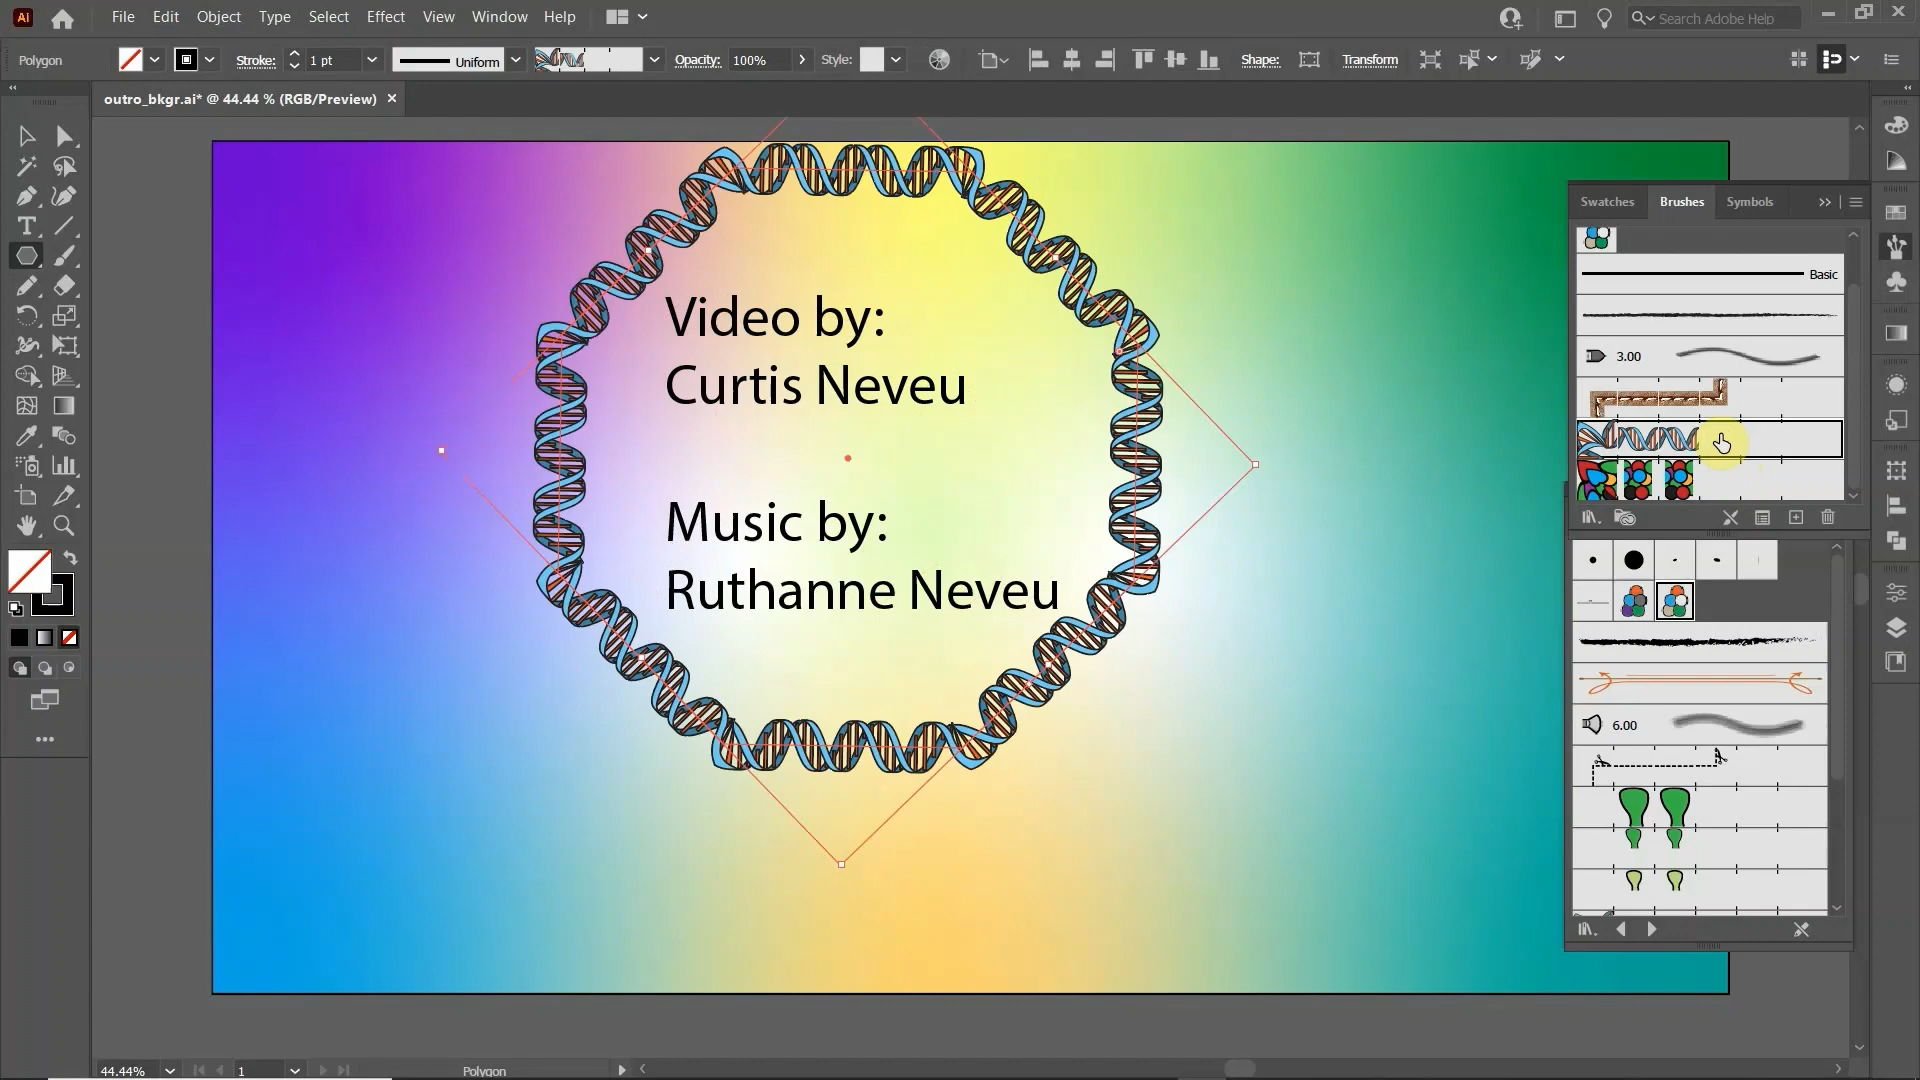 Ai File Edit Object Type Select Effect View Window Help Search Adobe Help
Polygon Stroke: 1 pt Uniform Opacity: 100% Style: Shape: Transform
outro_bkgr.ai* @ 44.44 % (RGB/Preview) ×
Swatches Brushes Symbols
Basic
3.00
6.00
Video by:
Curtis Neveu
Music by:
Ruthanne Neveu
44.44% 1 Polygon